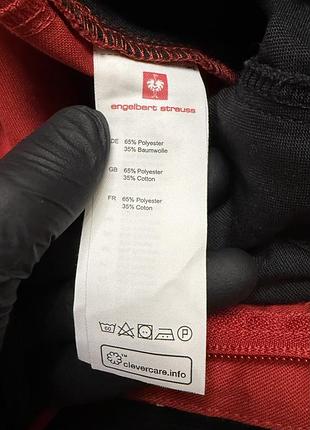 engelbert strauss
DE 65% Polyester
35% Baumwolle
GB 65% Polyester
35% Cotton
FR 65% Polyester
35% Coton
60 P
TM
clevercare.info